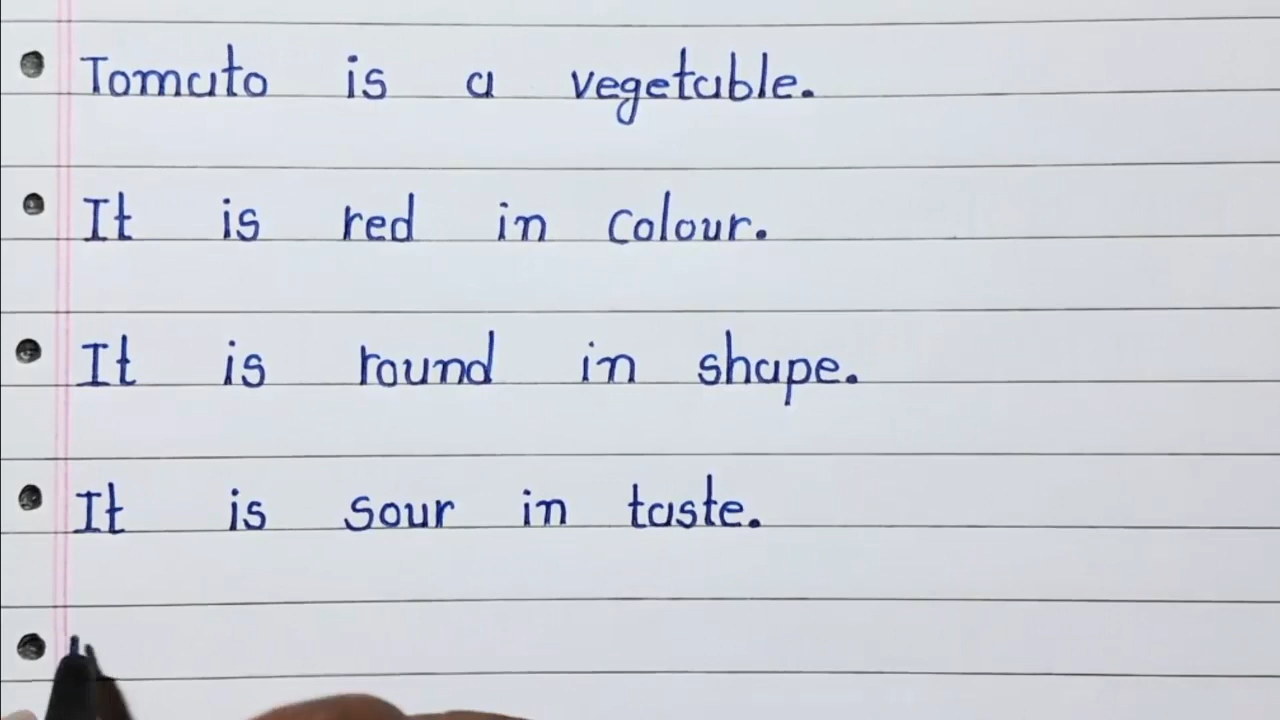 Tomato is a vegetable.
It is red in colour.
It is round in shape.
It is sour in taste.